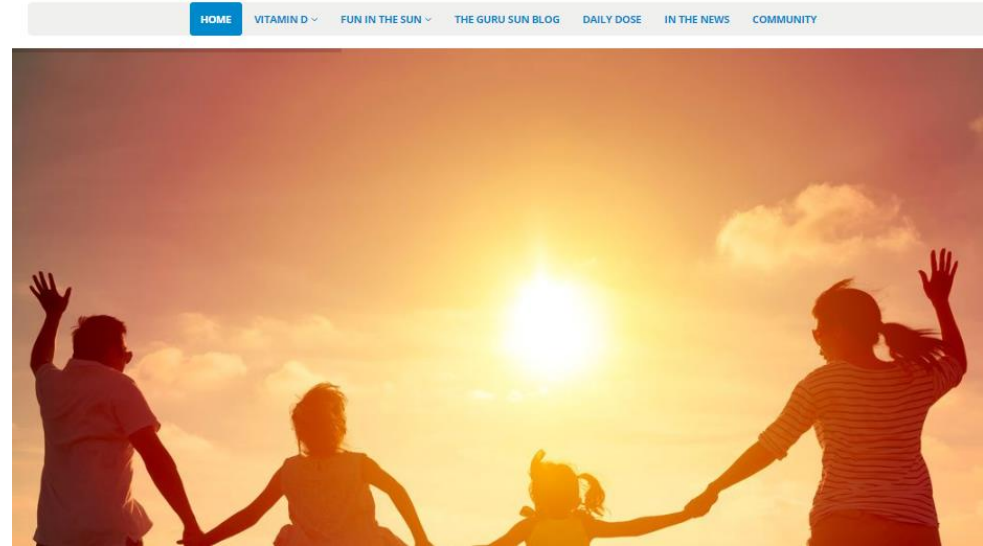 HOME VITAMIN D FUN IN THE SUN THE GURU SUN BLOG DAILY DOSE IN THE NEWS COMMUNITY